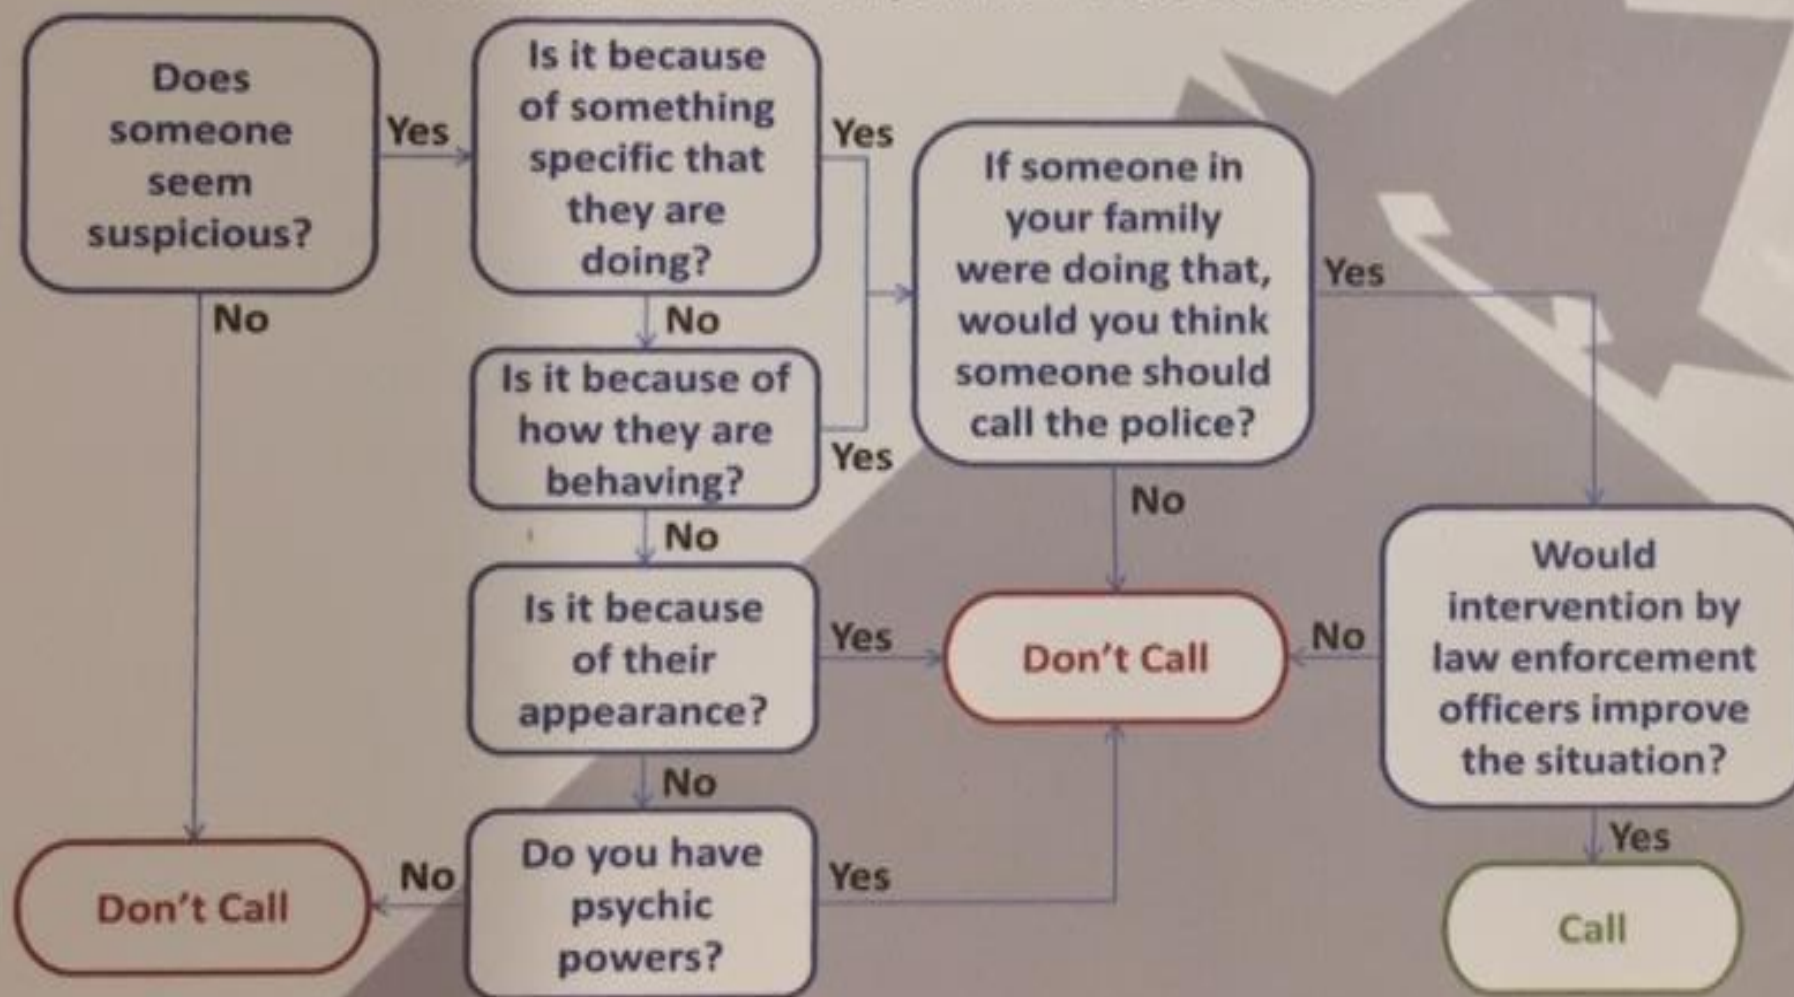 Does
someone
seem
suspicious?
Yes
No
Is it because
of something
specific that
they are
doing?
Yes
No
Is it because of
how they are
behaving?
Yes
No
Is it because
of their
appearance?
Yes
No
Do you have
psychic
powers?
Yes
No
Don't Call
If someone in
your family
were doing that,
would you think
someone should
call the police?
Yes
No
Don't Call
Would
intervention by
law enforcement
officers improve
the situation?
No
Yes
Call